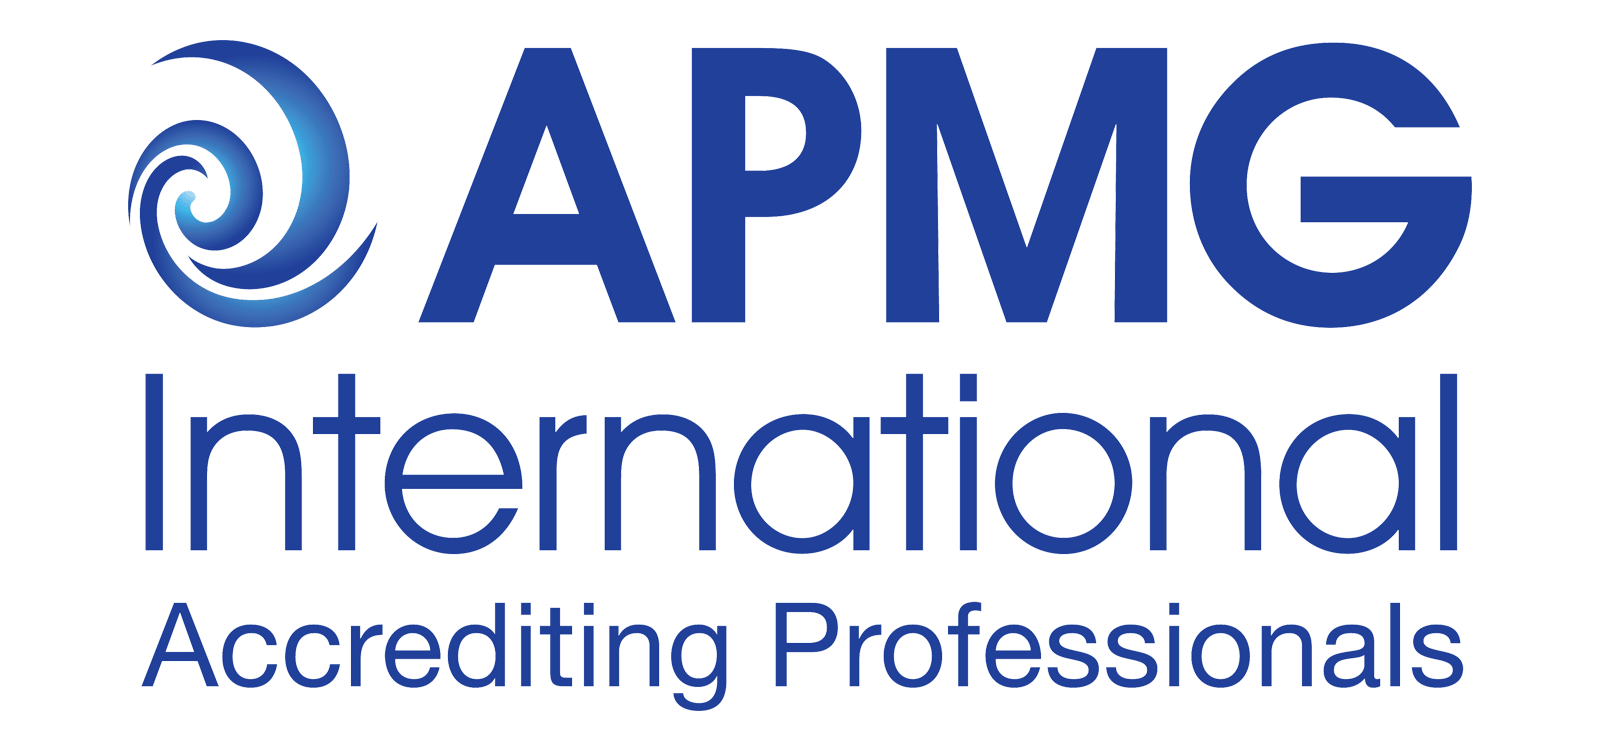 APMG
International
Accrediting Professionals